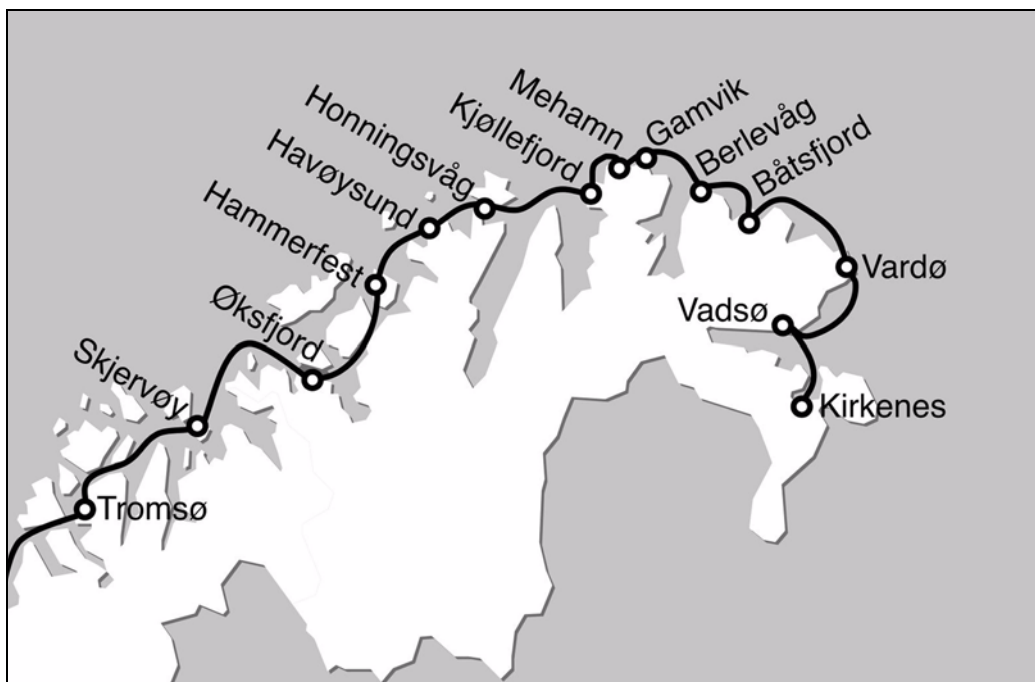 Mehamn
Gamvik
Honningsvåg
Kjøllefjord
Berlevåg
Båtsfjord
Havøysund
Hammerfest
Vardø
Øksfjord
Vadsø
Skjervøy
Kirkenes
Tromsø